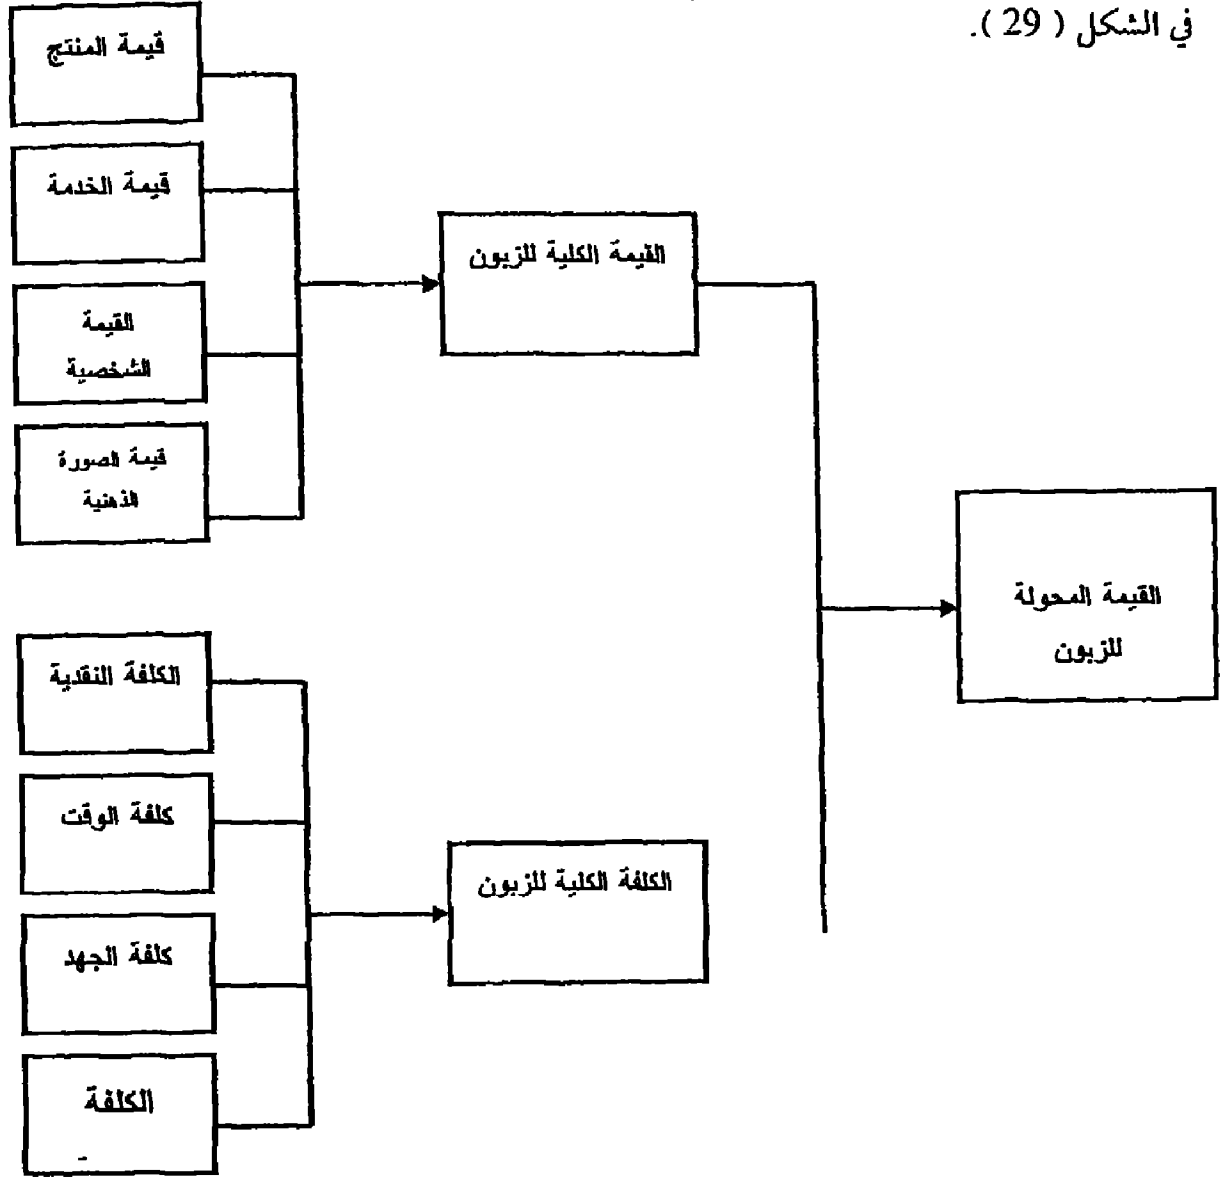 في الشكل ( 29 ).
قيمة المنتج
قيمة الخدمة
القيمة
الشخصية
قيمة الصورة
الذهنية
القيمة الكلية للزبون
القيمة المحولة
للزبون
الكلفة النقدية
كلفة الوقت
كلفة الجهد
الكلفة
الكلفة الكلية للزبون